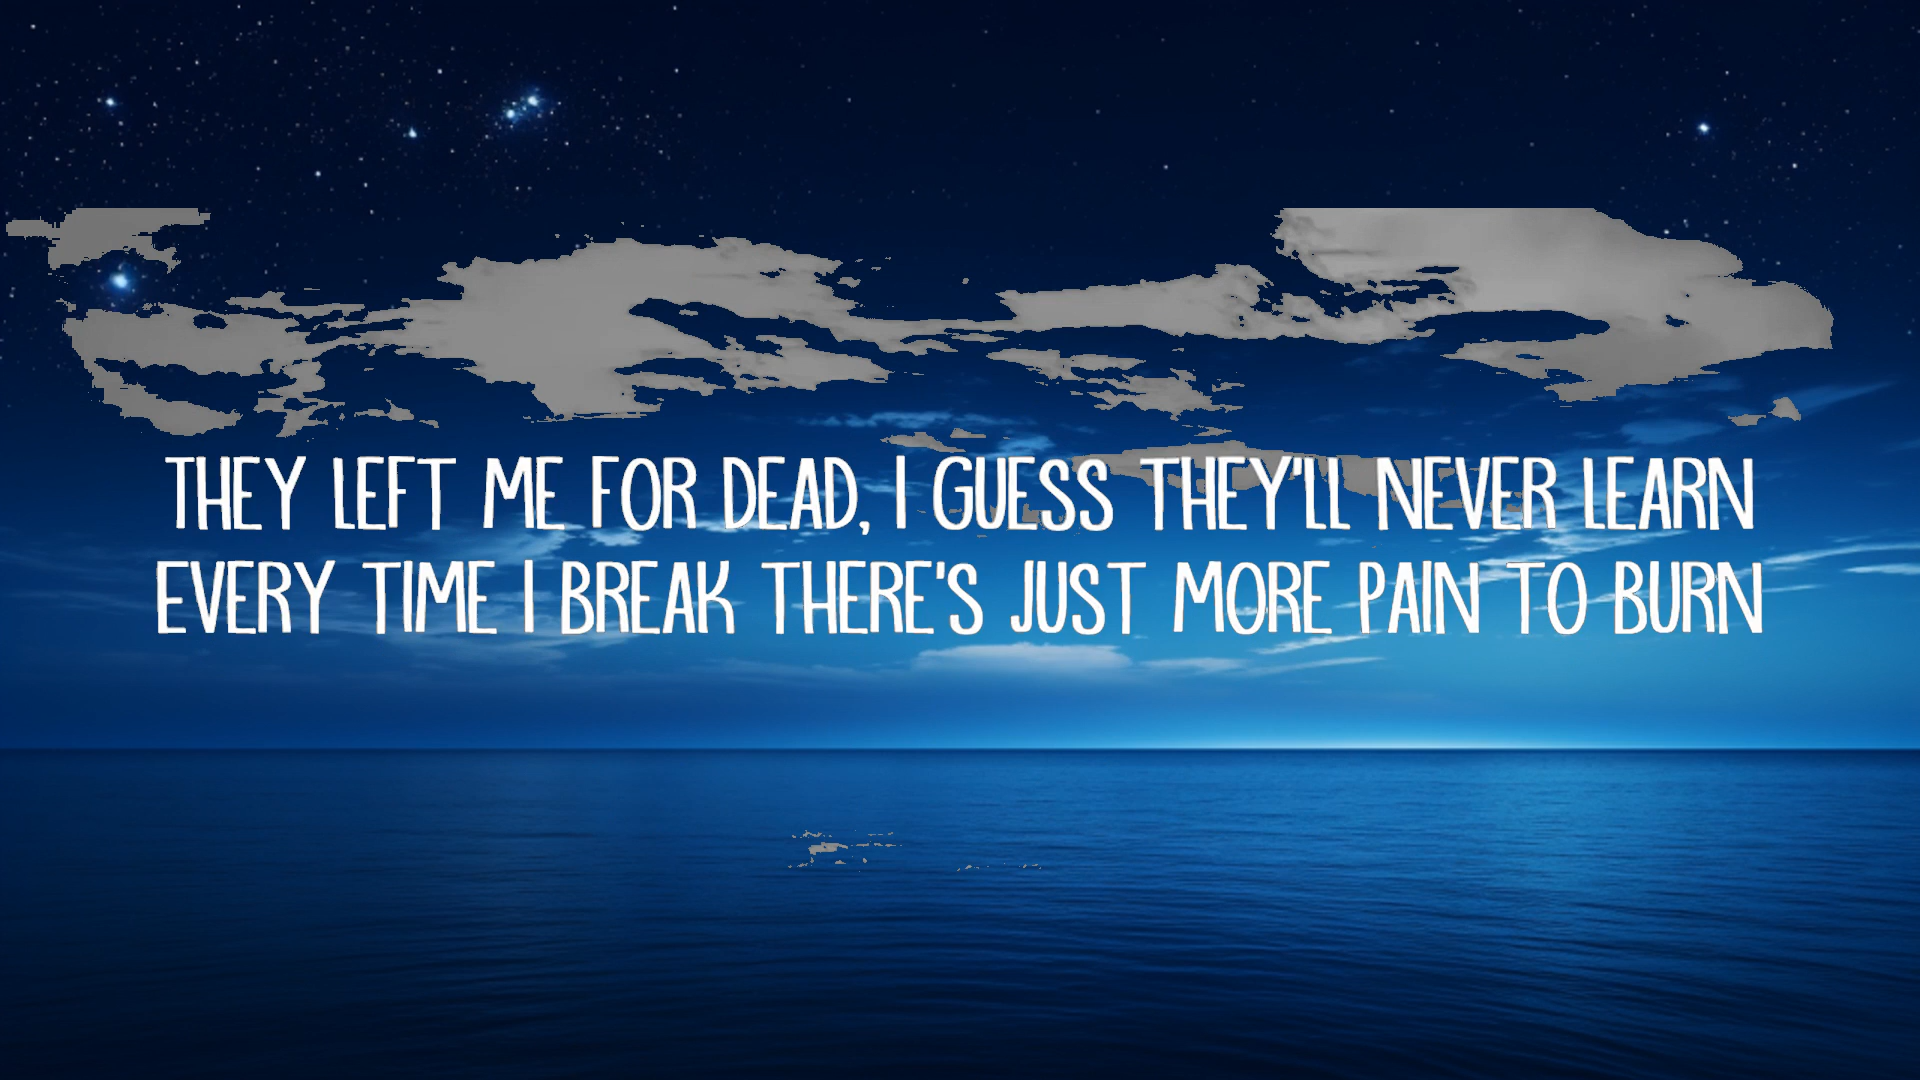 THEY LEFT ME FOR DEAD, I GUESS THEY'LL NEVER LEARN
EVERY TIME I BREAK THERE'S JUST MORE PAIN TO BURN